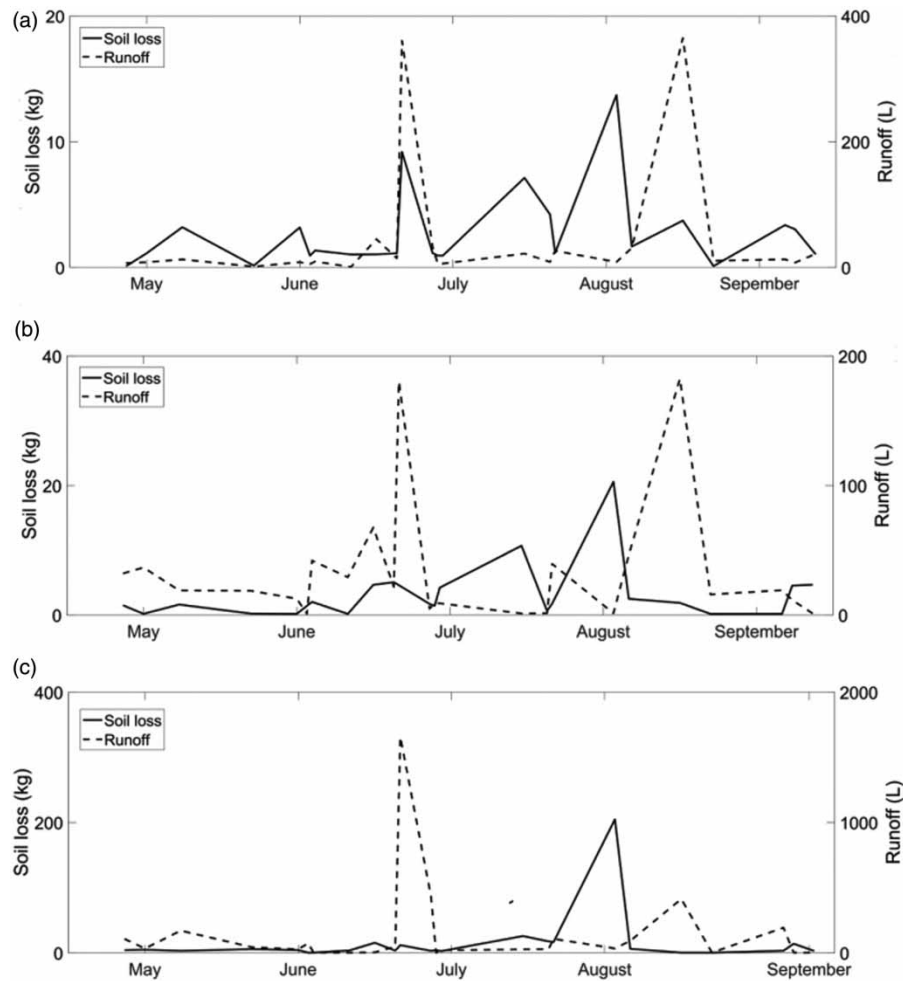 (a)
20
400
Soil loss
Runoff
Soil loss (kg)
10
200
Runoff (L)
0
0
May
June
July
August
Sepember
(b)
40
200
Soil loss
Runoff
Soil loss (kg)
20
100
Runoff (L)
0
0
May
June
July
August
September
(c)
400
2000
Soil loss
Runoff
Soil loss (kg)
200
1000
Runoff (L)
0
0
May
June
July
August
September